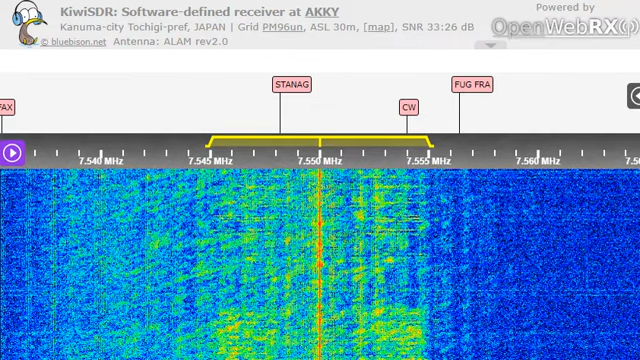 KiwiSDR: Software-defined receiver at AKKY
Powered by
Kanuma-city Tochigi-pref, JAPAN | Grid PM96un, ASL 30m, [map], SNR 33:26 dB
OpenWebRX
© bluebison.net Antenna: ALAM rev2.0
STANAG
FUG FRA
FAX
CW
7.540 MHz
7.545 MHz
7.550 MHz
7.555 MHz
7.560 MHz